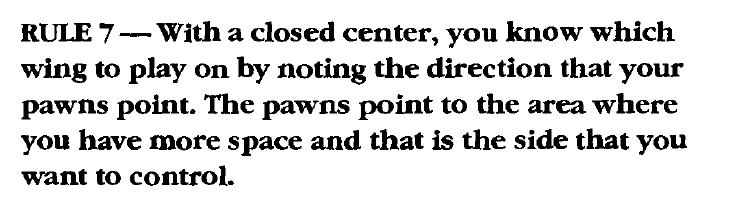 RULE 7 — With a closed center, you know which
wing to play on by noting the direction that your
pawns point. The pawns point to the area where
you have more space and that is the side that you
want to control.